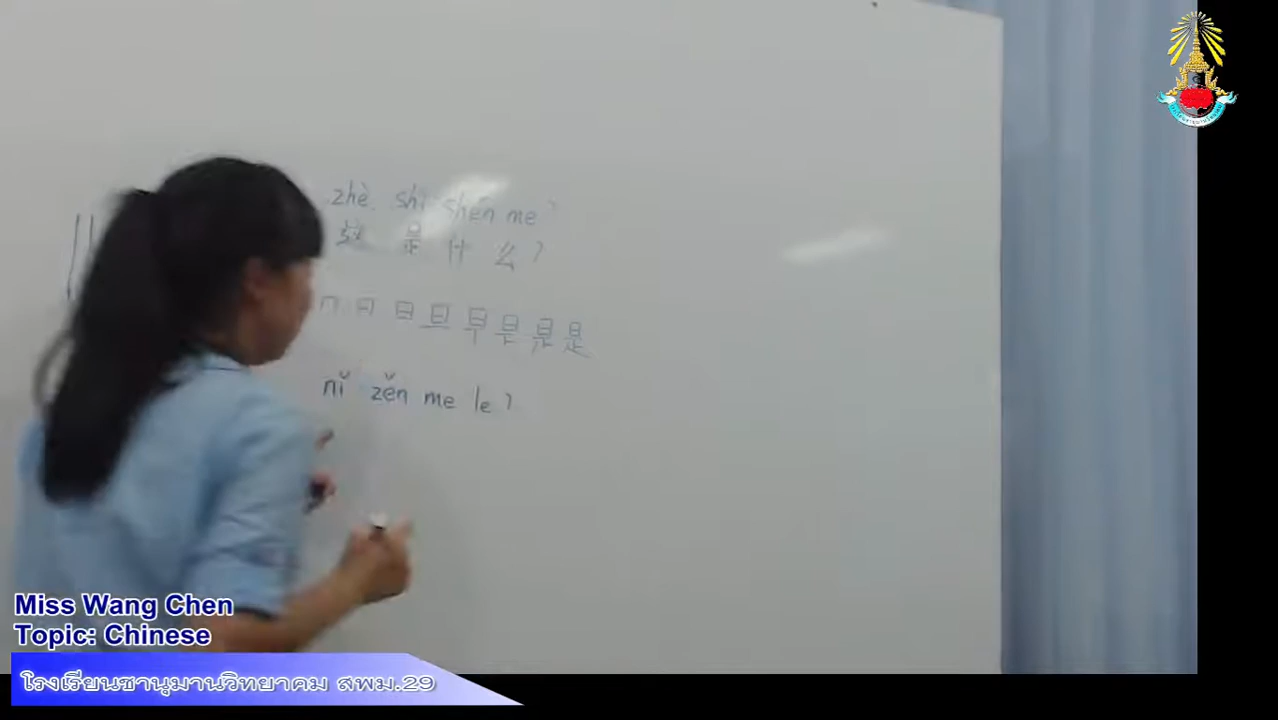 zhè shì shén me?
这 是 什 么?
日 旦 早 是 是 是
nǐ zěn me le?
Miss Wang Chen
Topic: Chinese
โรงเรียนชานุมานวิทยาคม สพม.29